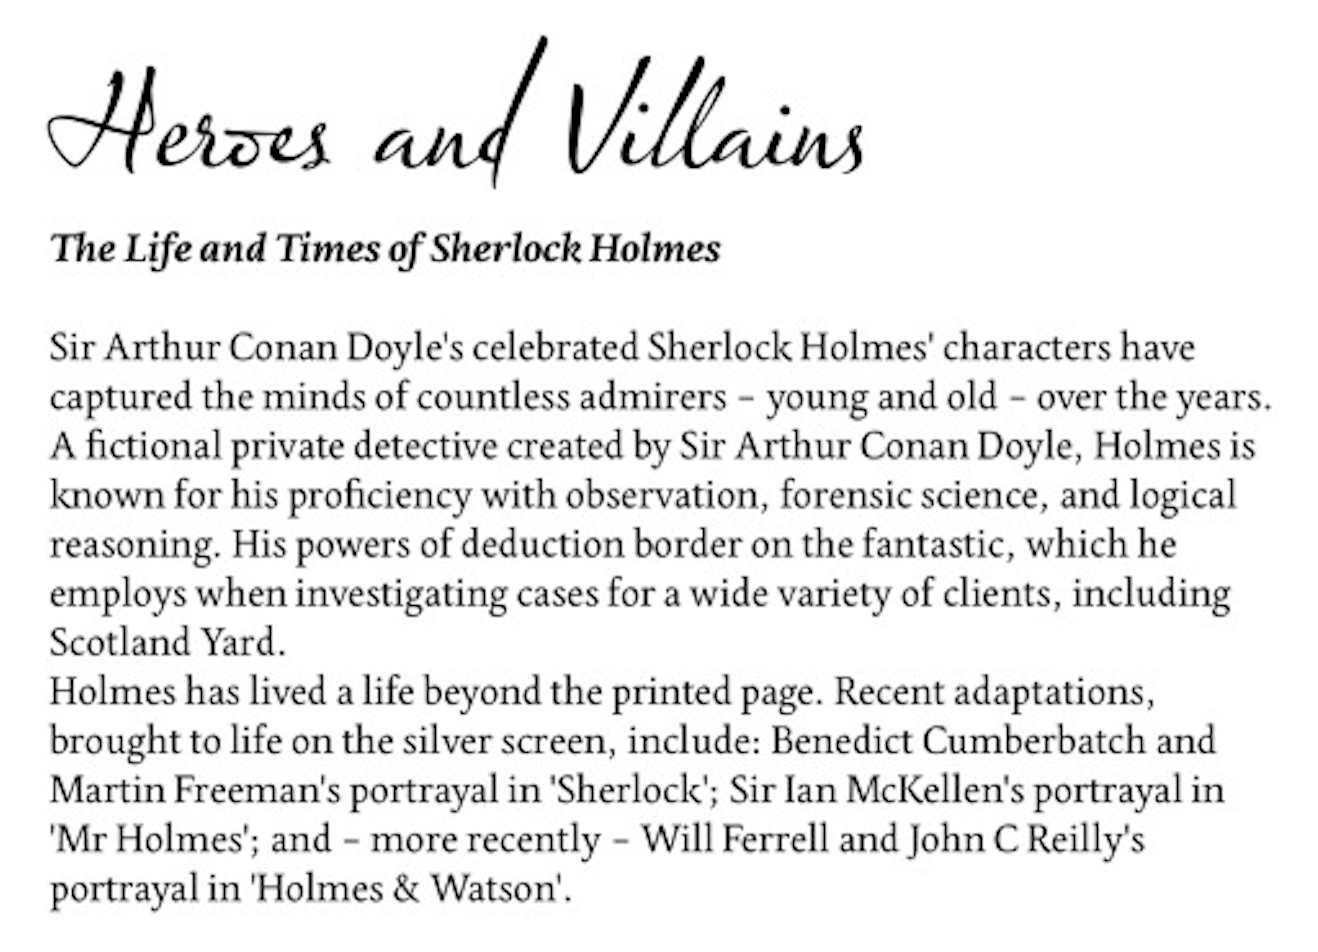 Heroes and Villains
The Life and Times of Sherlock Holmes
Sir Arthur Conan Doyle's celebrated Sherlock Holmes' characters have
captured the minds of countless admirers – young and old – over the years.
A fictional private detective created by Sir Arthur Conan Doyle, Holmes is
known for his proficiency with observation, forensic science, and logical
reasoning. His powers of deduction border on the fantastic, which he
employs when investigating cases for a wide variety of clients, including
Scotland Yard.
Holmes has lived a life beyond the printed page. Recent adaptations,
brought to life on the silver screen, include: Benedict Cumberbatch and
Martin Freeman's portrayal in 'Sherlock'; Sir Ian McKellen's portrayal in
'Mr Holmes'; and – more recently – Will Ferrell and John C Reilly's
portrayal in 'Holmes & Watson'.